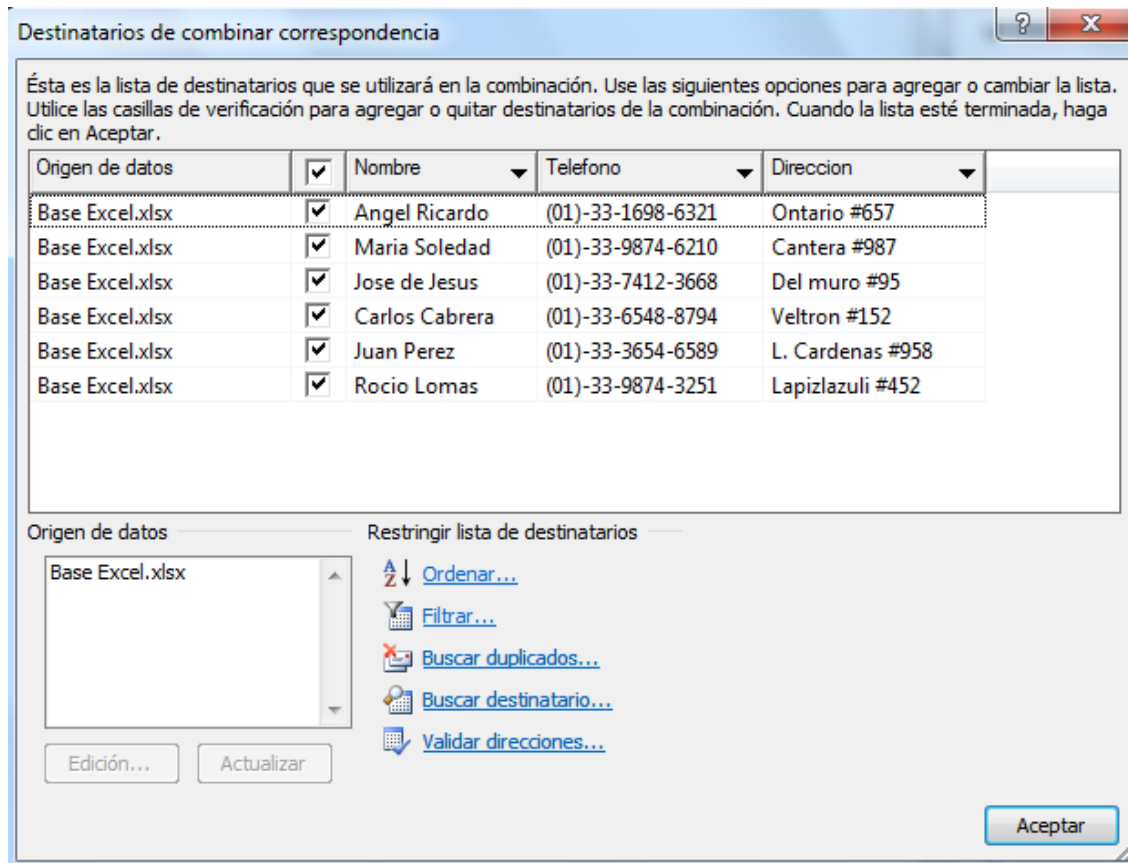 Destinatarios de combinar correspondencia
?
X
Ésta es la lista de destinatarios que se utilizará en la combinación. Use las siguientes opciones para agregar o cambiar la lista.
Utilice las casillas de verificación para agregar o quitar destinatarios de la combinación. Cuando la lista esté terminada, haga
clic en Aceptar.
Origen de datos Nombre Telefono Direccion
Base Excel.xlsx Angel Ricardo (01)-33-1698-6321 Ontario #657
Base Excel.xlsx Maria Soledad (01)-33-9874-6210 Cantera #987
Base Excel.xlsx Jose de Jesus (01)-33-7412-3668 Del muro #95
Base Excel.xlsx Carlos Cabrera (01)-33-6548-8794 Veltron #152
Base Excel.xlsx Juan Perez (01)-33-3654-6589 L. Cardenas #958
Base Excel.xlsx Rocio Lomas (01)-33-9874-3251 Lapizlazuli #452
Origen de datos
Base Excel.xlsx
Edición... Actualizar
Restringir lista de destinatarios
AZ Ordenar...
Filtrar...
Buscar duplicados...
Buscar destinatario...
Validar direcciones...
Aceptar